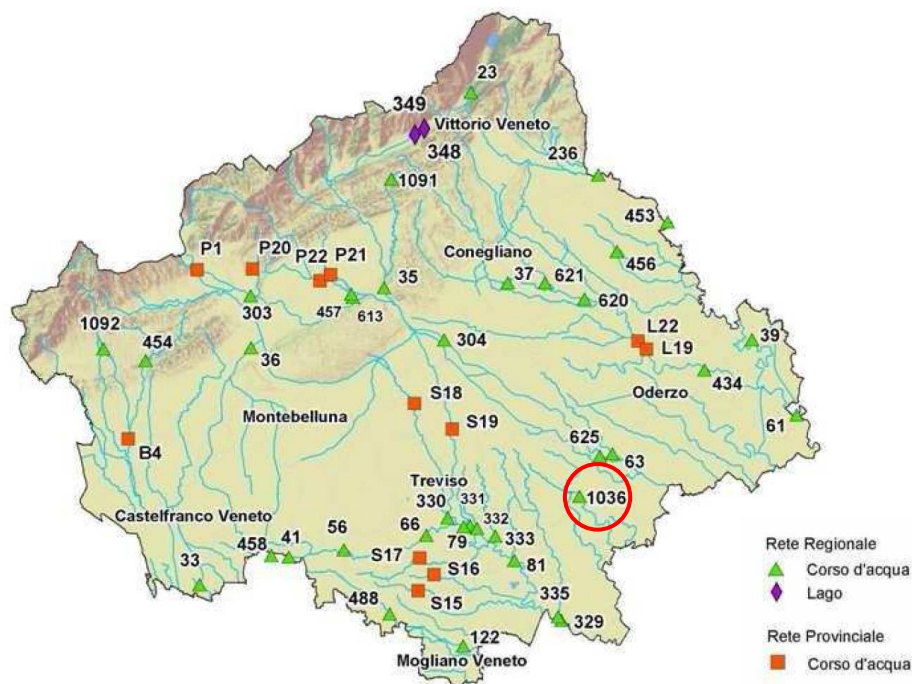 23
349
Vittorio Veneto
348
236
1091
453
P1
P20
P22
P21
Conegliano
456
35
37
621
303
457
613
620
1092
454
36
304
L22
L19
39
434
Oderzo
S18
Montebelluna
S19
61
B4
625
63
Treviso
1036
330
331
Castelfranco Veneto
56
66
79
332
333
458
41
S17
81
33
S16
335
488
S15
329
122
Mogliano Veneto
Rete Regionale
Corso d'acqua
Lago
Rete Provinciale
Corso d'acqua